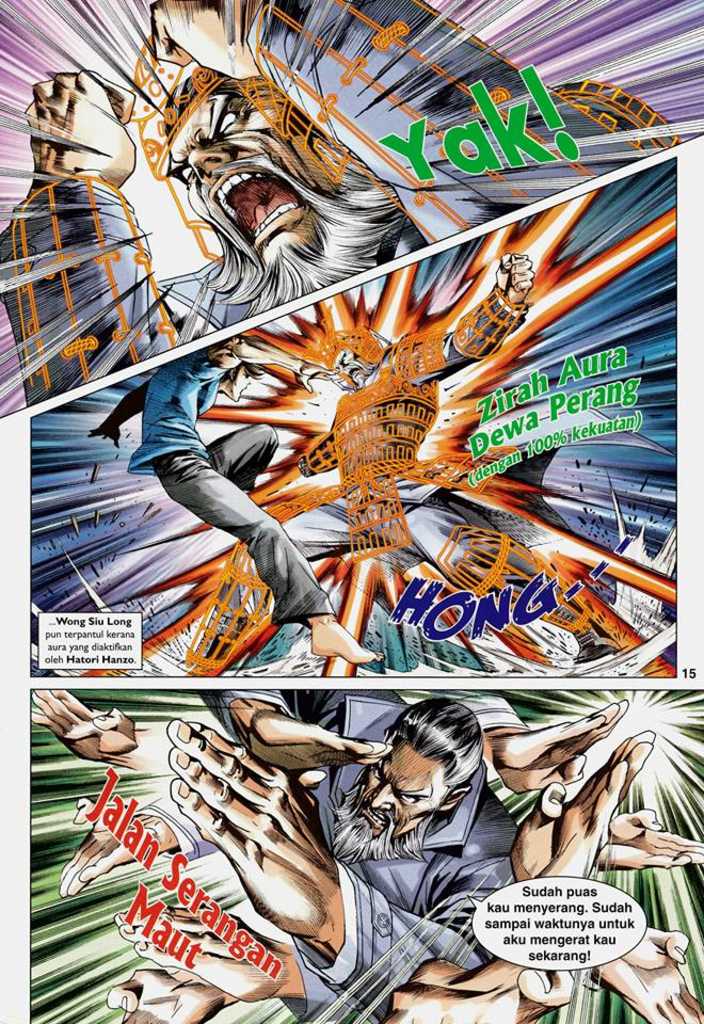 Yak!
Zirah Aura
Dewa Perang
(dengan 100% kekuatan)
HONG...
...Wong Siu Long
pun terpantul kerana
aura yang diaktifkan
oleh Hatori Hanzo.
15
Jalan Serangan
Maut
Sudah puas
kau menyerang. Sudah
sampai waktunya untuk
aku mengerat kau
sekarang!